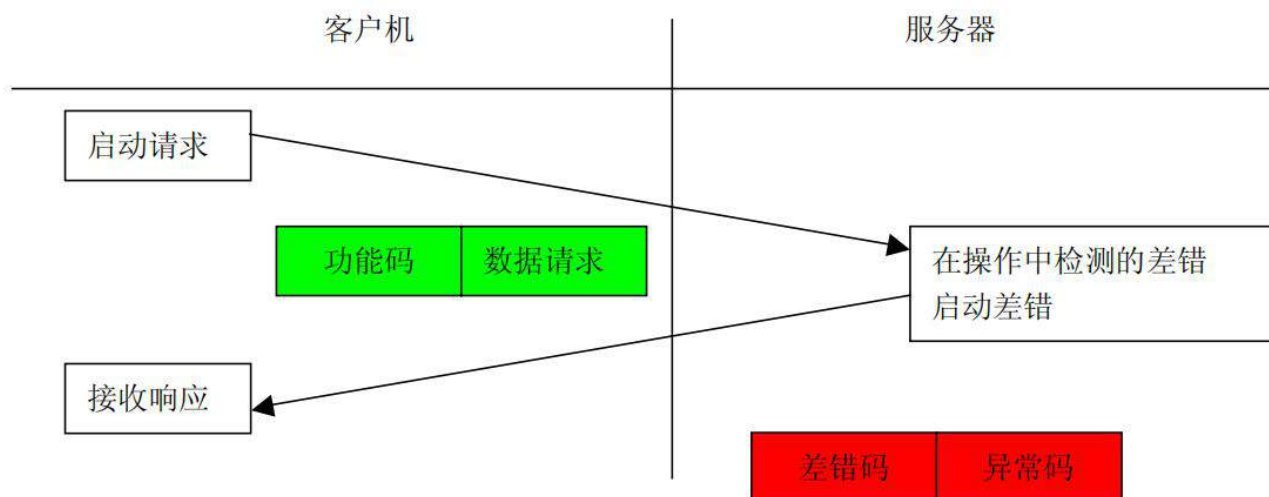 客户机
服务器
启动请求
功能码
数据请求
在操作中检测的差错
启动差错
接收响应
差错码
异常码